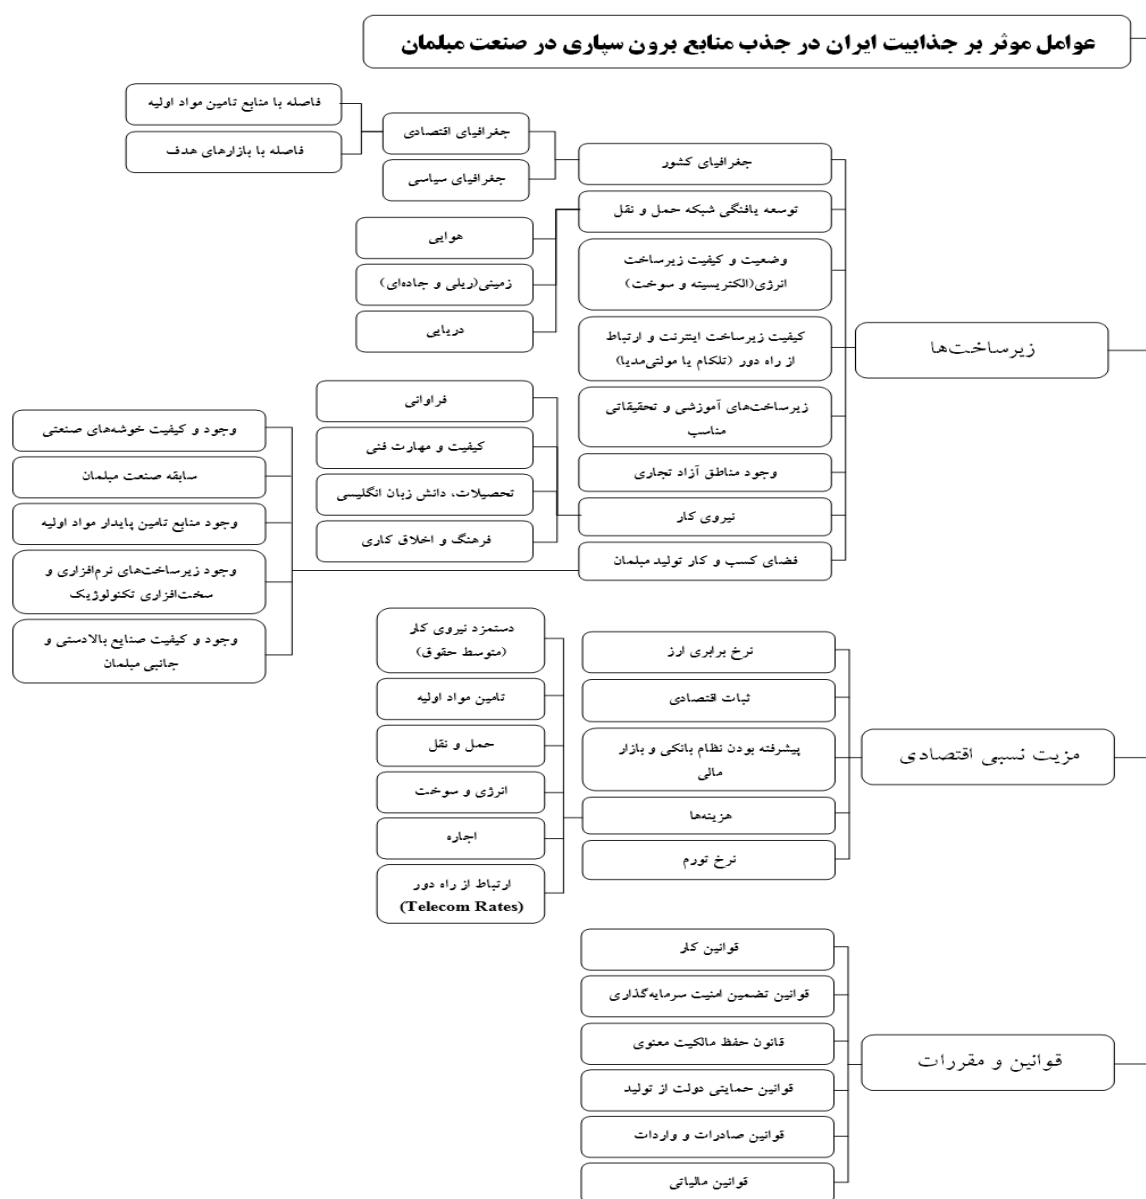 عوامل موثر بر جذابیت ایران در جذب منابع برون سپاری در صنعت مبلمان
زیرساخت‌ها
جغرافیای کشور
جغرافیای اقتصادی
فاصله با منابع تامین مواد اولیه
فاصله با بازارهای هدف
جغرافیای سیاسی
توسعه یافتگی شبکه حمل و نقل
هوایی
زمینی(ریلی و جاده‌ای)
دریایی
وضعیت و کیفیت زیرساخت
انرژی(الکتریسیته و سوخت)
کیفیت زیرساخت اینترنت و ارتباط
از راه دور (تلکام یا مولتی‌مدیا)
زیرساخت‌های آموزشی و تحقیقاتی
مناسب
وجود مناطق آزاد تجاری
نیروی کار
فراوانی
کیفیت و مهارت فنی
تحصیلات، دانش زبان انگلیسی
فرهنگ و اخلاق کاری
فضای کسب و کار تولید مبلمان
وجود و کیفیت خوشه‌های صنعتی
سابقه صنعت مبلمان
وجود منابع تامین پایدار مواد اولیه
وجود زیرساخت‌های نرم‌افزاری و
سخت‌افزاری تکنولوژیک
وجود و کیفیت صنایع بالادستی و
جانبی مبلمان
مزیت نسبی اقتصادی
نرخ برابری ارز
ثبات اقتصادی
پیشرفته بودن نظام بانکی و بازار
مالی
هزینه‌ها
دستمزد نیروی کار
(متوسط حقوق)
تامین مواد اولیه
حمل و نقل
انرژی و سوخت
اجاره
ارتباط از راه دور
(Telecom Rates)
نرخ تورم
قوانین و مقررات
قوانین کار
قوانین تضمین امنیت سرمایه‌گذاری
قانون حفظ مالکیت معنوی
قوانین حمایتی دولت از تولید
قوانین صادرات و واردات
قوانین مالیاتی